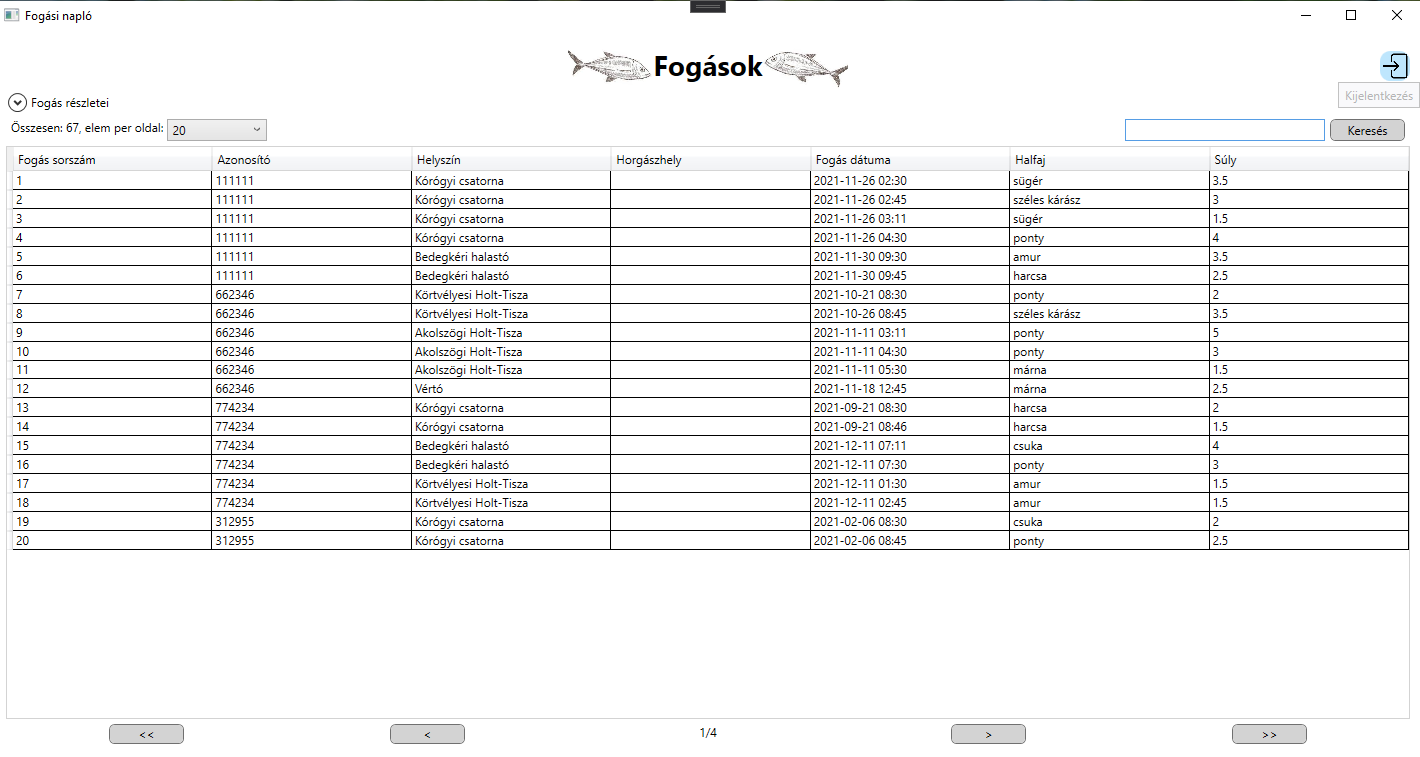 Fogási napló
Fogások
Kijelentkezés
Fogás részletei
Összesen: 67, elem per oldal: 20
Keresés
Fogás sorszám Azonosító Helyszín Horgászhely Fogás dátuma Halfaj Súly
1 111111 Kórógyi csatorna 2021-11-26 02:30 sügér 3.5
2 111111 Kórógyi csatorna 2021-11-26 02:45 széles kárász 3
3 111111 Kórógyi csatorna 2021-11-26 03:11 sügér 1.5
4 111111 Kórógyi csatorna 2021-11-26 04:30 ponty 4
5 111111 Bedegkéri halastó 2021-11-30 09:30 amur 3.5
6 111111 Bedegkéri halastó 2021-11-30 09:45 harcsa 2.5
7 662346 Körtvélyesi Holt-Tisza 2021-10-21 08:30 ponty 2
8 662346 Körtvélyesi Holt-Tisza 2021-10-26 08:45 széles kárász 3.5
9 662346 Akolszögi Holt-Tisza 2021-11-11 03:11 ponty 5
10 662346 Akolszögi Holt-Tisza 2021-11-11 04:30 ponty 3
11 662346 Akolszögi Holt-Tisza 2021-11-11 05:30 márna 1.5
12 662346 Vértó 2021-11-18 12:45 márna 2.5
13 774234 Kórógyi csatorna 2021-09-21 08:30 harcsa 2
14 774234 Kórógyi csatorna 2021-09-21 08:46 harcsa 1.5
15 774234 Bedegkéri halastó 2021-12-11 07:11 csuka 4
16 774234 Bedegkéri halastó 2021-12-11 07:30 ponty 3
17 774234 Körtvélyesi Holt-Tisza 2021-12-11 01:30 amur 1.5
18 774234 Körtvélyesi Holt-Tisza 2021-12-11 02:45 amur 1.5
19 312955 Kórógyi csatorna 2021-02-06 08:30 csuka 2
20 312955 Kórógyi csatorna 2021-02-06 08:45 ponty 2.5
<< < 1/4 > >>